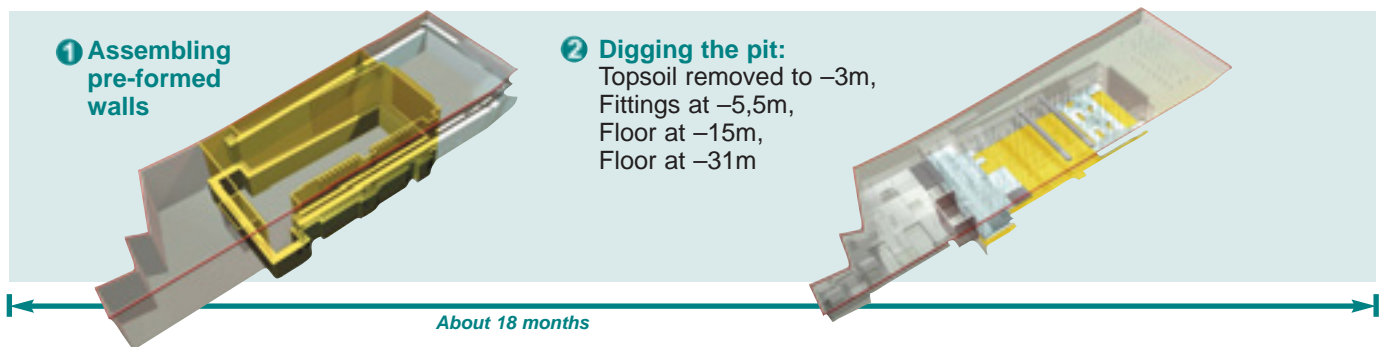 1 Assembling
pre-formed
walls
2 Digging the pit:
Topsoil removed to –3m,
Fittings at –5,5m,
Floor at –15m,
Floor at –31m
About 18 months